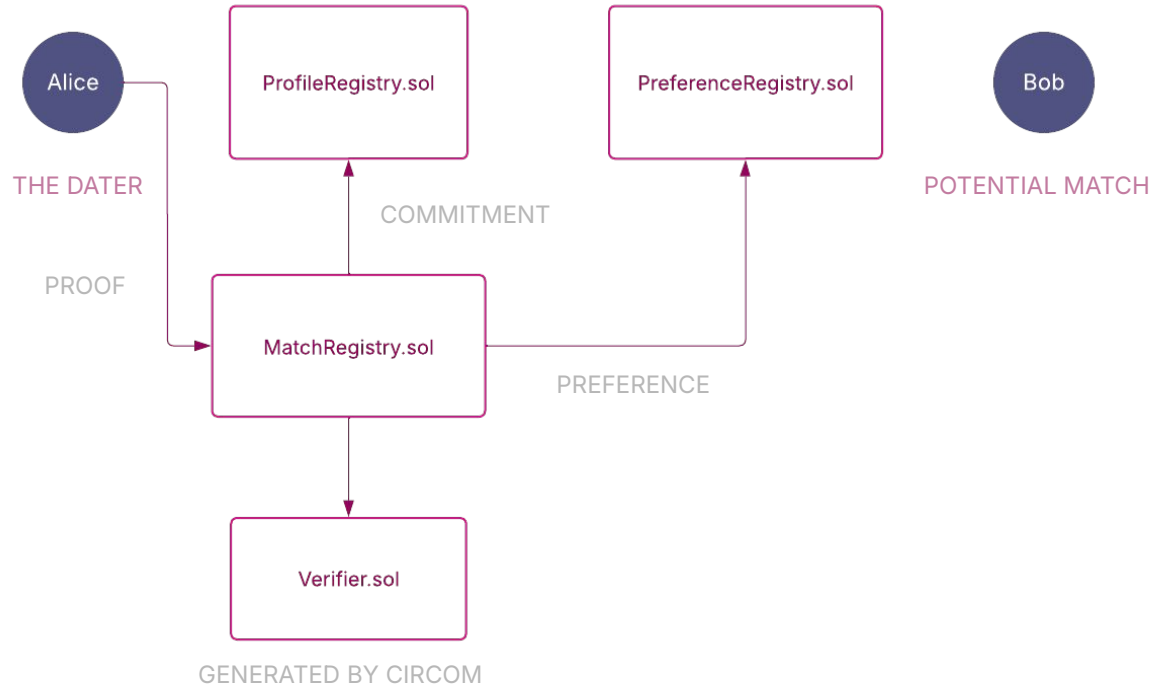 Alice
ProfileRegistry.sol
PreferenceRegistry.sol
Bob
THE DATER
POTENTIAL MATCH
COMMITMENT
PROOF
MatchRegistry.sol
PREFERENCE
Verifier.sol
GENERATED BY CIRCOM